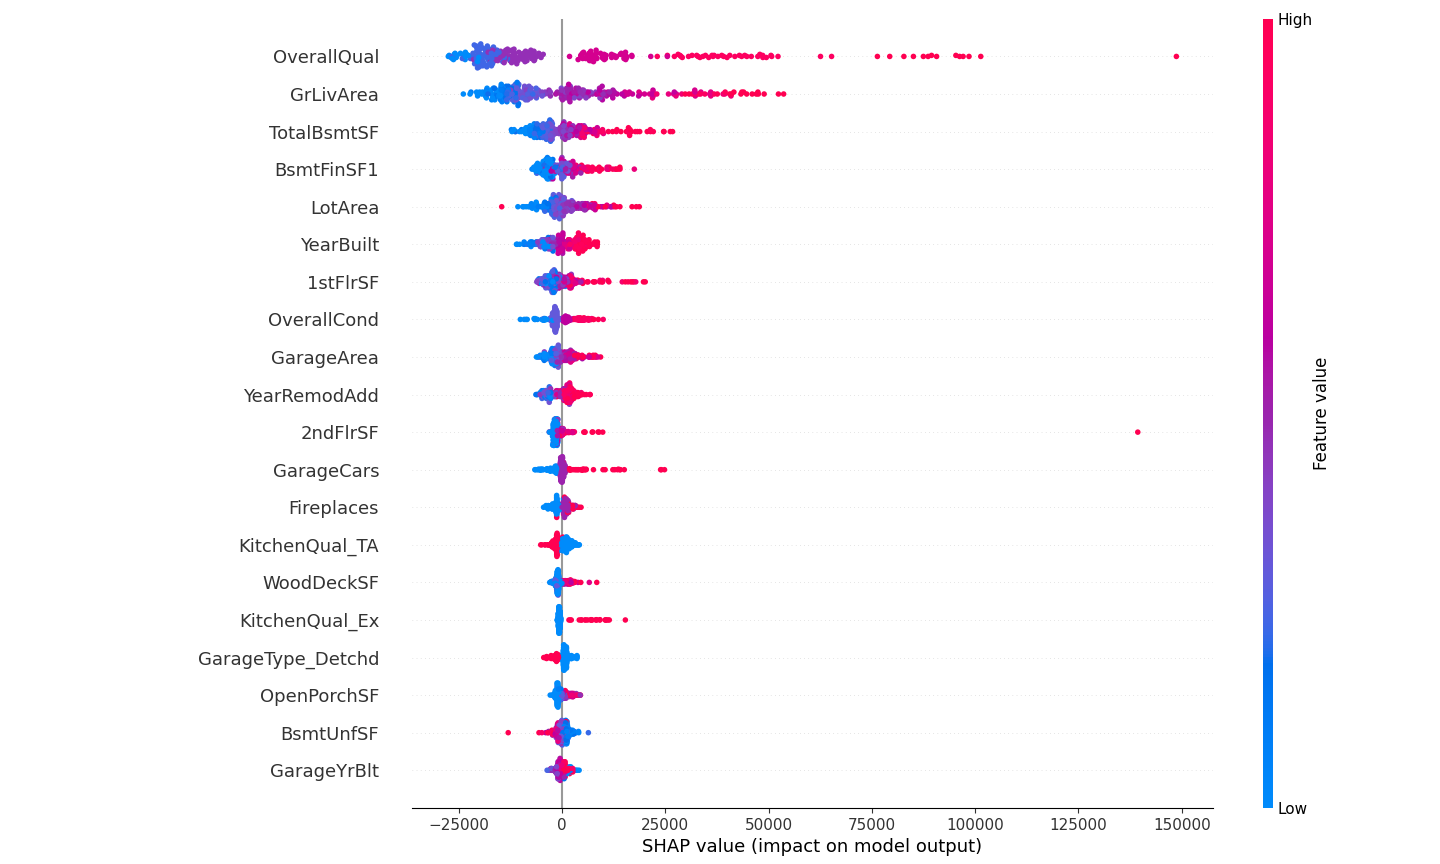 High
OverallQual
GrLivArea
TotalBsmtSF
BsmtFinSF1
LotArea
YearBuilt
1stFlrSF
OverallCond
GarageArea
YearRemodAdd
2ndFlrSF
GarageCars
Fireplaces
KitchenQual_TA
WoodDeckSF
KitchenQual_Ex
GarageType_Detchd
OpenPorchSF
BsmtUnfSF
GarageYrBlt
Feature value
Low
−25000 0 25000 50000 75000 100000 125000 150000
SHAP value (impact on model output)